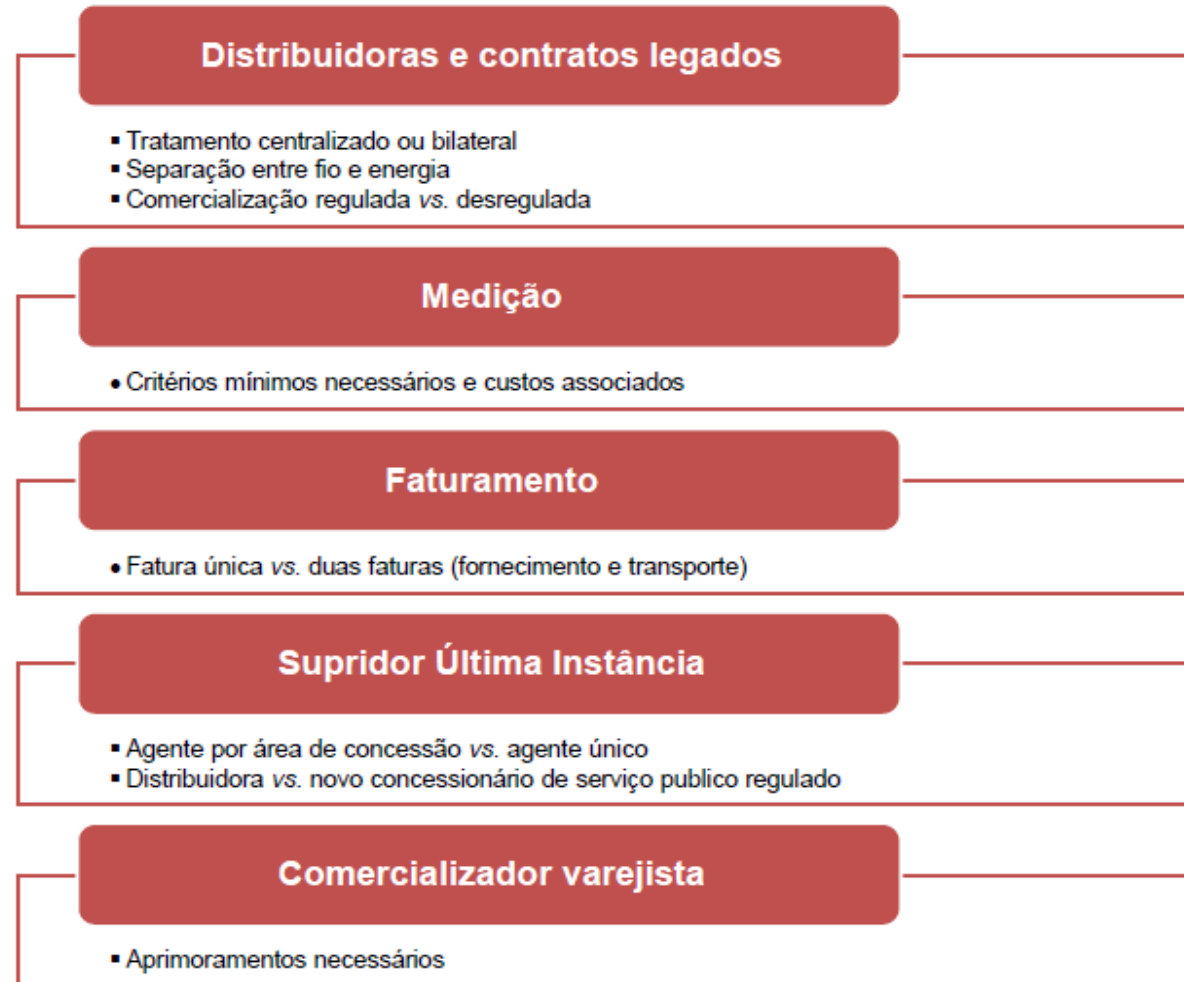 Distribuidoras e contratos legados
▪ Tratamento centralizado ou bilateral
▪ Separação entre fio e energia
▪ Comercialização regulada vs. desregulada
Medição
• Critérios mínimos necessários e custos associados
Faturamento
• Fatura única vs. duas faturas (fornecimento e transporte)
Supridor Última Instância
▪ Agente por área de concessão vs. agente único
▪ Distribuidora vs. novo concessionário de serviço publico regulado
Comercializador varejista
▪ Aprimoramentos necessários